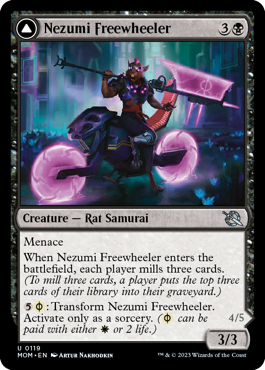 Nezumi Freewheeler 3
Creature — Rat Samurai
Menace
When Nezumi Freewheeler enters the
battlefield, each player mills three cards.
(To mill three cards, a player puts the top three
cards of their library into their graveyard.)
5 : Transform Nezumi Freewheeler.
Activate only as a sorcery. ( can be
paid with either or 2 life.)
4/5
3/3
U 0119
MOM • EN ARTUR NAKHODKIN
™ & © 2023 Wizards of the Coast